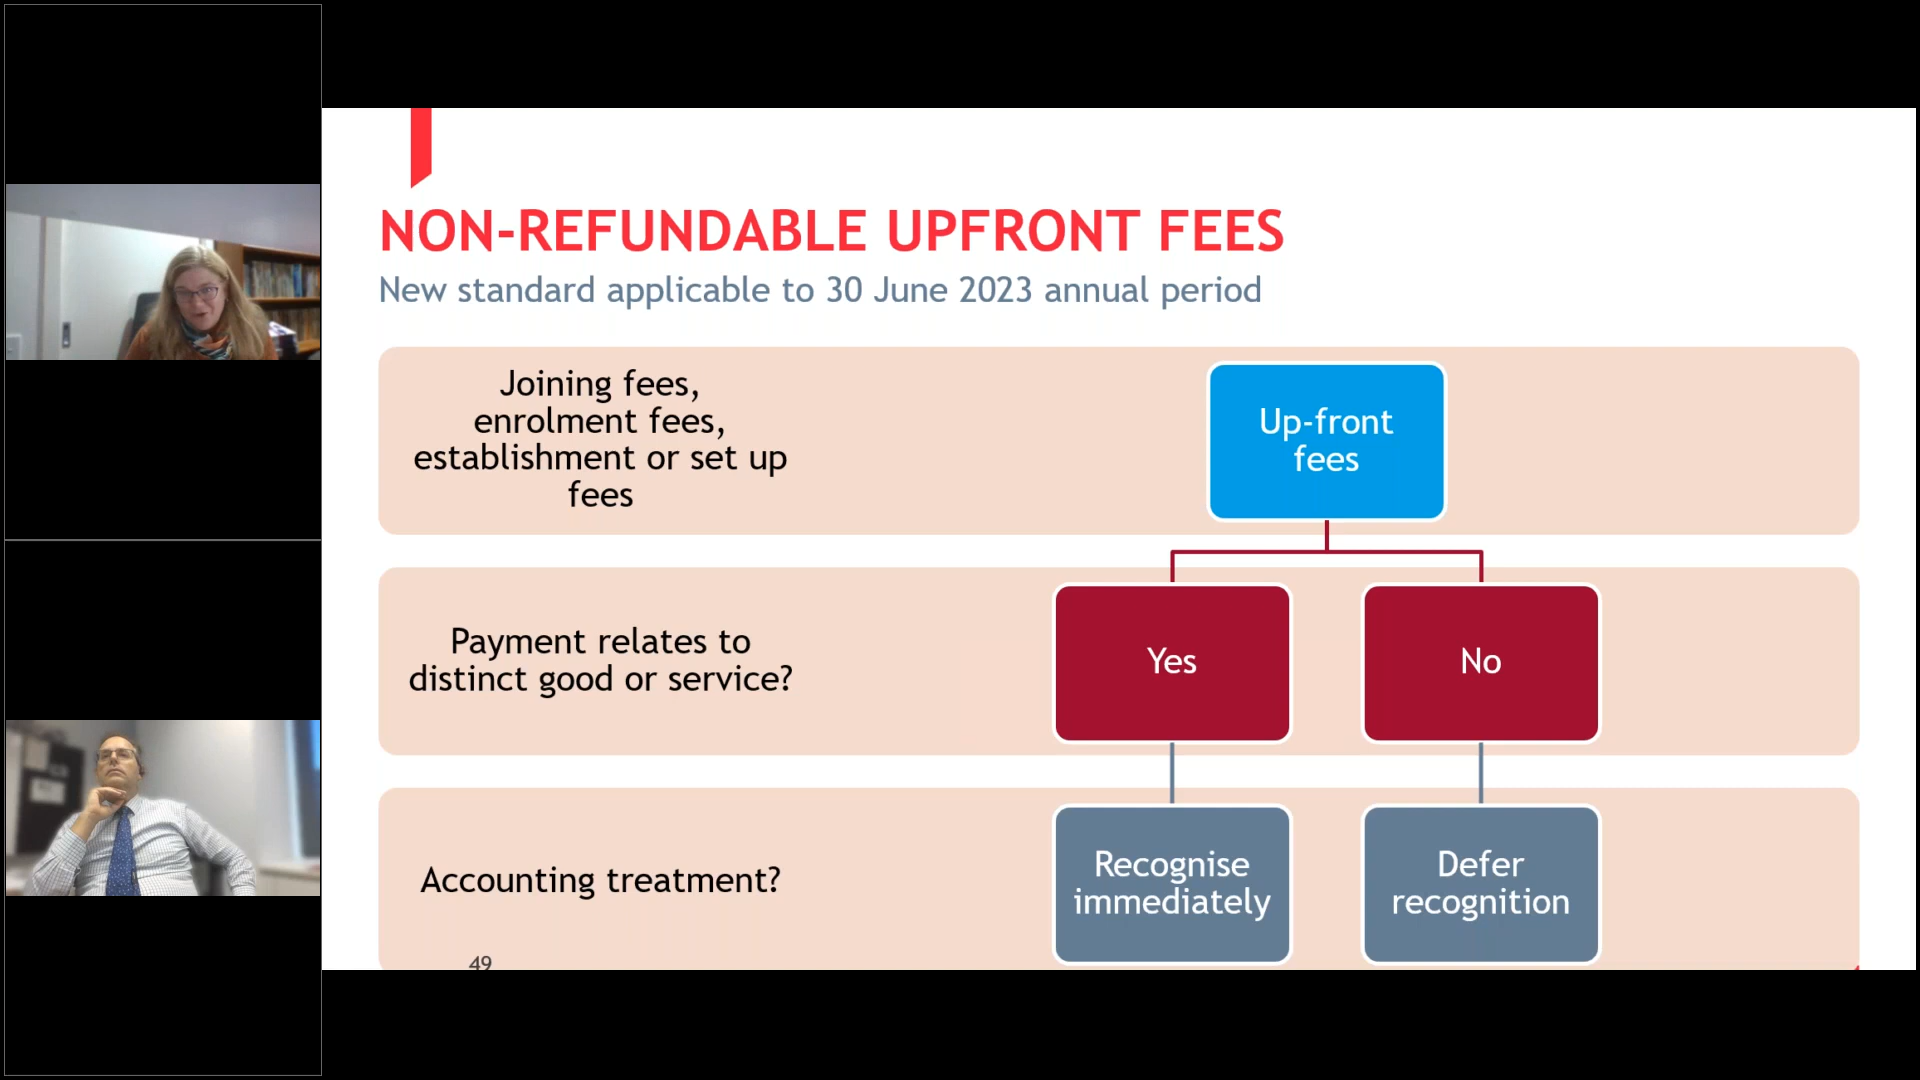 NON-REFUNDABLE UPFRONT FEES
New standard applicable to 30 June 2023 annual period
Joining fees,
enrolment fees,
establishment or set up
fees
Up-front
fees
Payment relates to
distinct good or service?
Yes
No
Accounting treatment?
Recognise
immediately
Defer
recognition
49